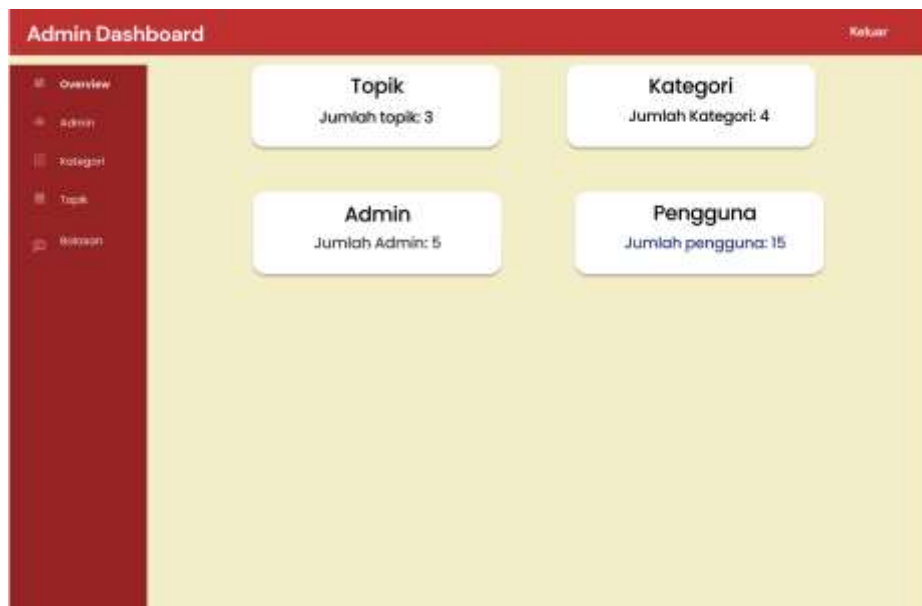 Admin Dashboard
Keluar
Overview
Admin
Kategori
Topik
Balasan
Topik
Jumlah topik: 3
Kategori
Jumlah Kategori: 4
Admin
Jumlah Admin: 5
Pengguna
Jumlah pengguna: 15